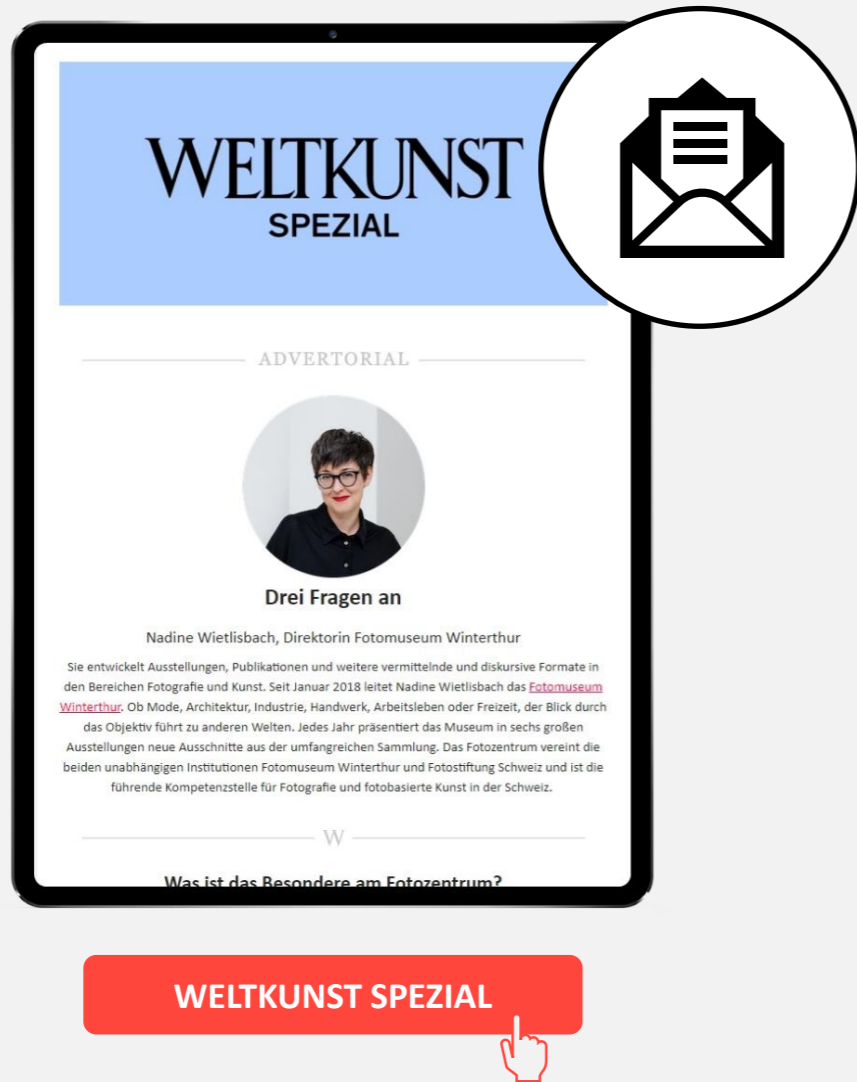 WELTKUNST
SPEZIAL
ADVERTORIAL
Drei Fragen an
Nadine Wietlisbach, Direktorin Fotomuseum Winterthur
Sie entwickelt Ausstellungen, Publikationen und weitere vermittelnde und diskursive Formate in
den Bereichen Fotografie und Kunst. Seit Januar 2018 leitet Nadine Wietlisbach das Fotomuseum
Winterthur. Ob Mode, Architektur, Industrie, Handwerk, Arbeitsleben oder Freizeit, der Blick durch
das Objektiv führt zu anderen Welten. Jedes Jahr präsentiert das Museum in sechs großen
Ausstellungen neue Ausschnitte aus der umfangreichen Sammlung. Das Fotozentrum vereint die
beiden unabhängigen Institutionen Fotomuseum Winterthur und Fotostiftung Schweiz und ist die
führende Kompetenzstelle für Fotografie und fotobasierte Kunst in der Schweiz.
W
Was ist das Besondere am Fotozentrum?
WELTKUNST SPEZIAL